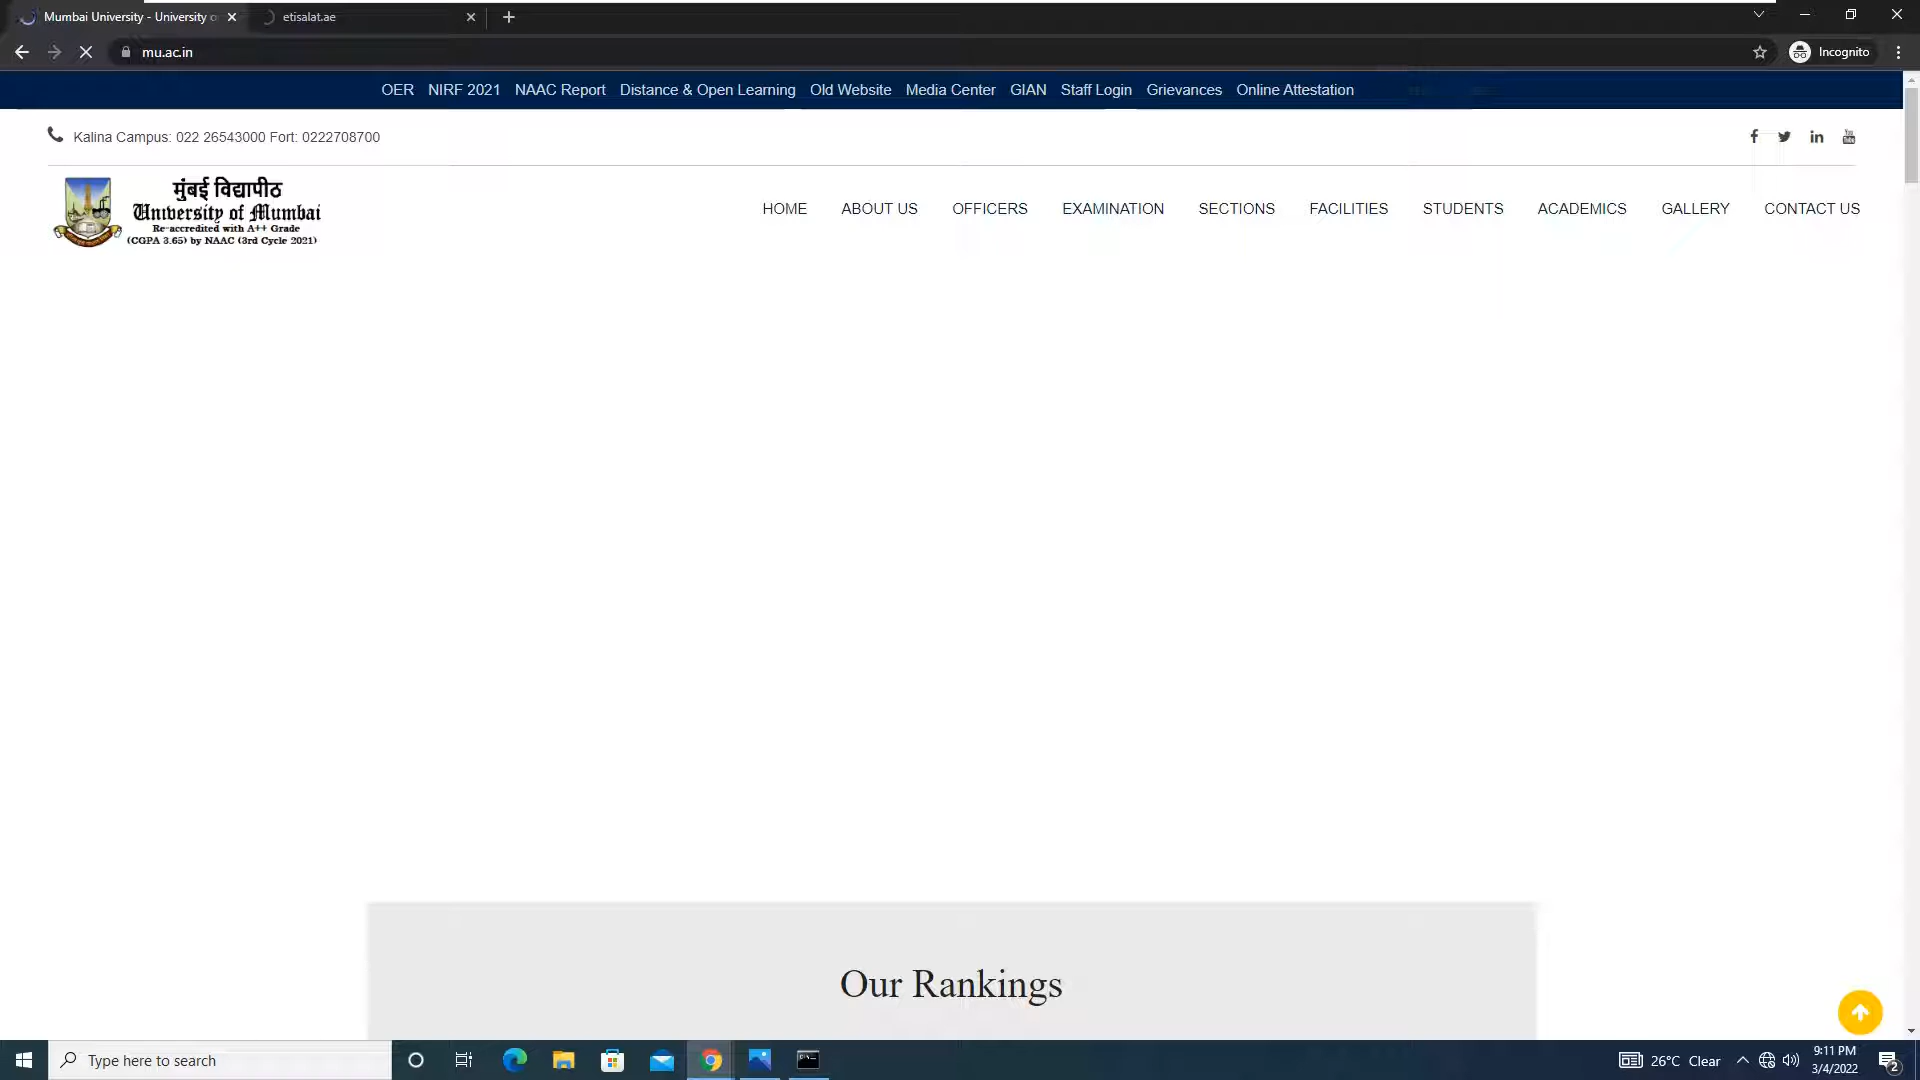 Mumbai University - University o
etisalat.ae
mu.ac.in
Incognito
OER NIRF 2021 NAAC Report Distance & Open Learning Old Website Media Center GIAN Staff Login Grievances Online Attestation
Kalina Campus: 022 26543000 Fort: 0222708700
मुंबई विद्यापीठ
University of Mumbai
Re-accredited with A++ Grade
(CGPA 3.65) by NAAC (3rd Cycle 2021)
HOME ABOUT US OFFICERS EXAMINATION SECTIONS FACILITIES STUDENTS ACADEMICS GALLERY CONTACT US
Our Rankings
Type here to search
26°C Clear
9:11 PM
3/4/2022
2